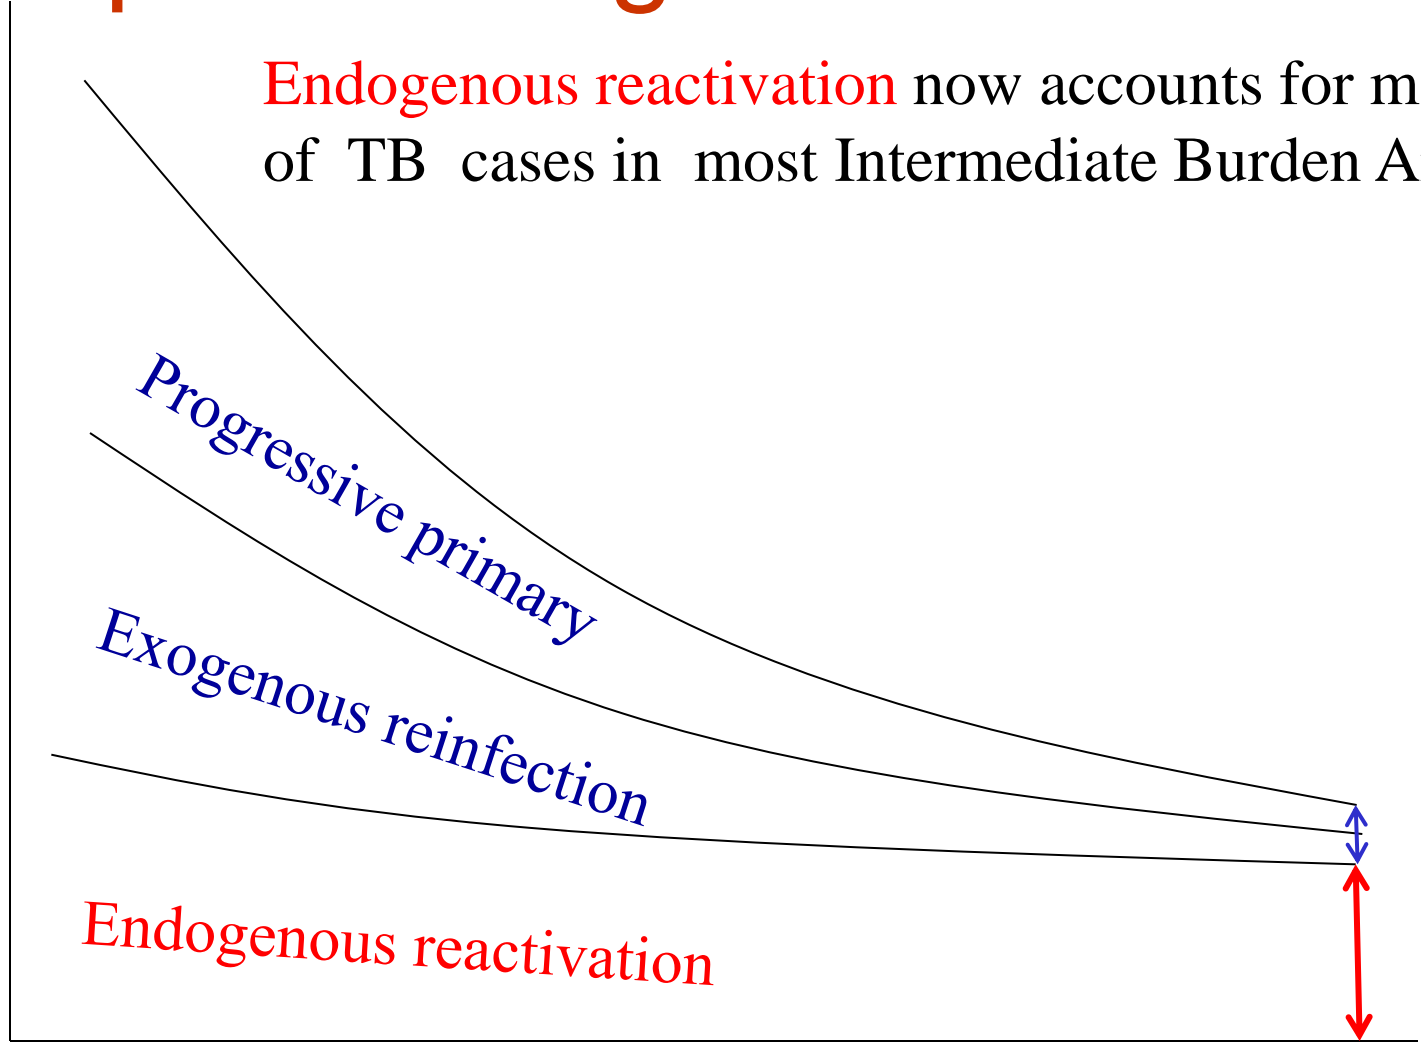 Endogenous reactivation now accounts for
of TB cases in most Intermediate Burden
Progressive primary
Exogenous reinfection
Endogenous reactivation